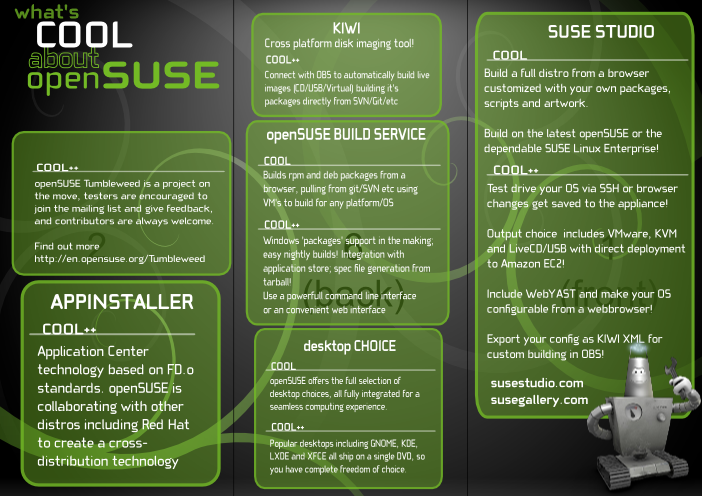 what's
COOL
about
openSUSE
COOL++
openSUSE Tumbleweed is a project on
the move, testers are encouraged to
join the mailing list and give feedback,
and contributors are always welcome.
Find out more
http://en.opensuse.org/Tumbleweed
APPINSTALLER
COOL++
Application Center
technology based on FD.o
standards. openSUSE is
collaborating with other
distros including Red Hat
to create a cross-
distribution technology
KIWI
Cross platform disk imaging tool!
COOL++
Connect with OBS to automatically build live
images (CD/USB/Virtual) building it's
packages directly from SVN/Git/etc
openSUSE BUILD SERVICE
COOL
Builds rpm and deb packages from a
browser, pulling from git/SVN etc using
VM's to build for any platform/OS
COOL++
Windows 'packages' support in the making,
easy nightly builds! Integration with
application store, spec file generation from
tarball!
Use a powerfull command line interface
or an convenient web interface
(back)
desktop CHOICE
COOL
openSUSE offers the full selection of
desktop choices, all fully integrated for a
seamless computing experience.
COOL++
Popular desktops including GNOME, KDE,
LXDE and XFCE all ship on a single DVD, so
you have complete freedom of choice.
SUSE STUDIO
COOL
Build a full distro from a browser
customized with your own packages,
scripts and artwork.
Build on the latest openSUSE or the
dependable SUSE Linux Enterprise!
COOL++
Test drive your OS via SSH or browser
changes get saved to the appliance!
Output choice includes VMware, KVM
and LiveCD/USB with direct deployment
to Amazon EC2!
(front)
Include WebYAST and make your OS
configurable from a webbrowser!
Export your config as KIWI XML for
custom building in OBS!
susestudio.com
susegallery.com